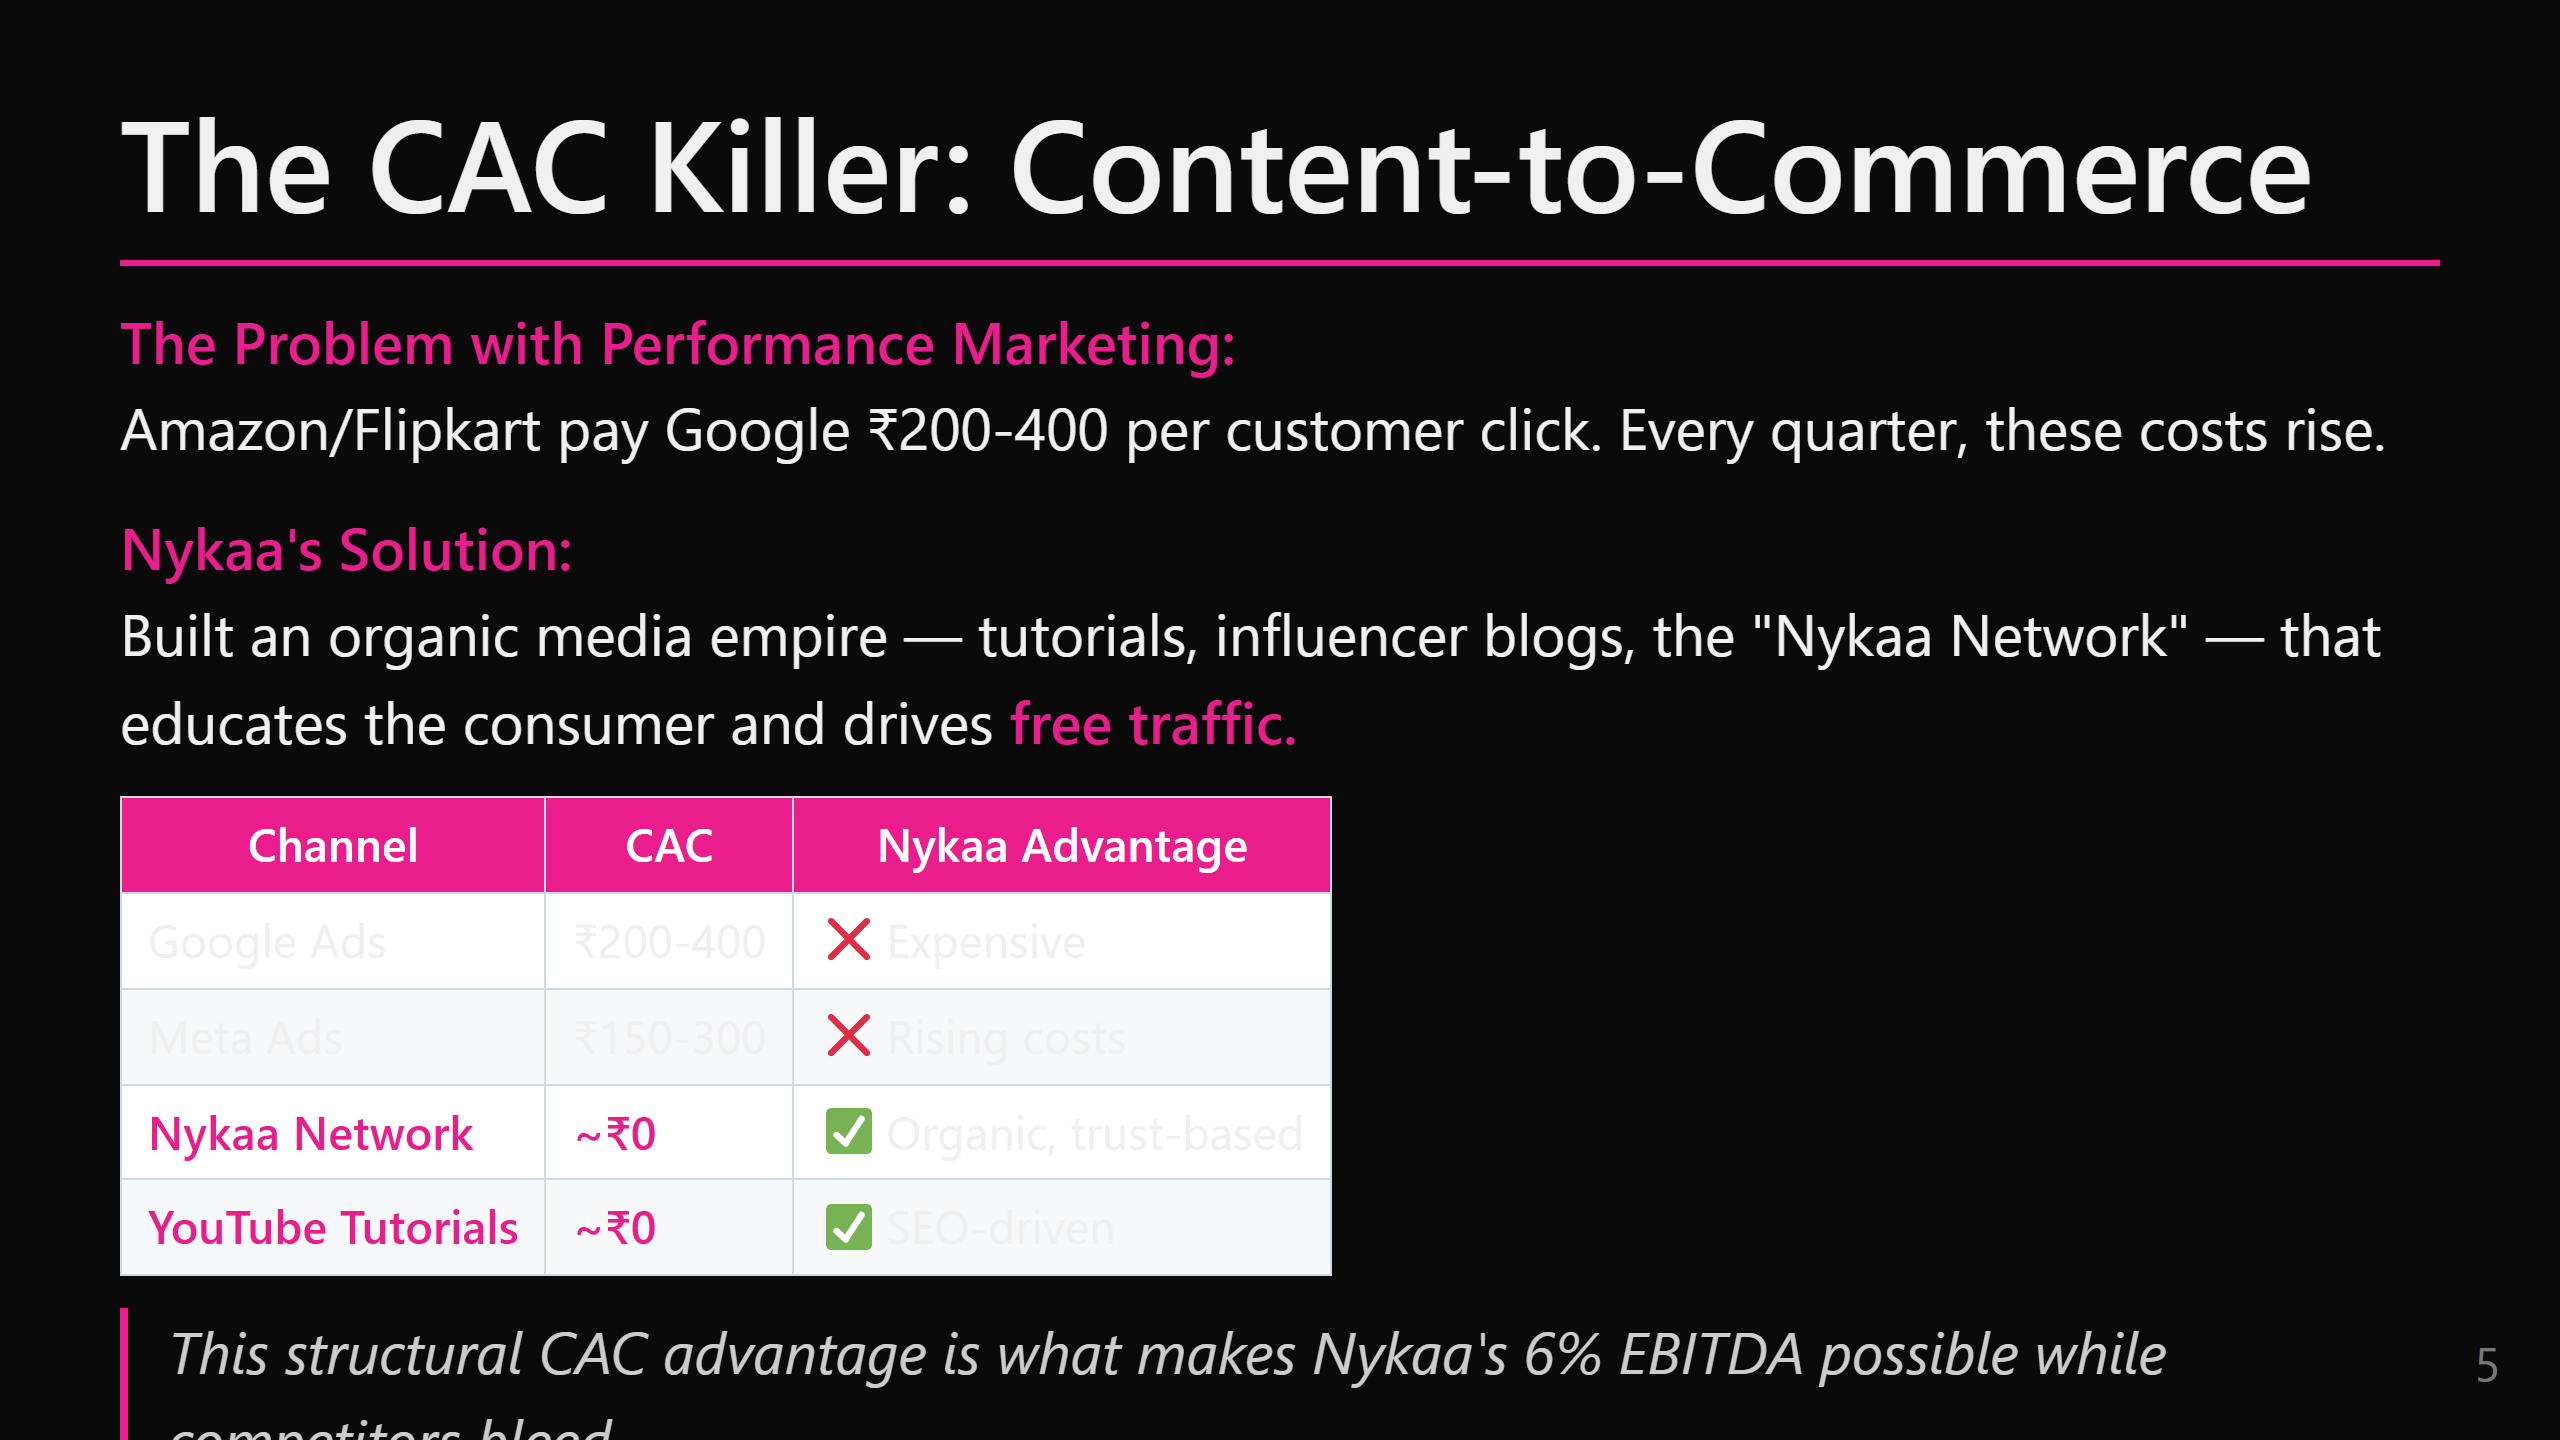 The CAC Killer: Content-to-Commerce
The Problem with Performance Marketing:
Amazon/Flipkart pay Google ₹200-400 per customer click. Every quarter, these costs rise.
Nykaa's Solution:
Built an organic media empire — tutorials, influencer blogs, the "Nykaa Network" — that
educates the consumer and drives free traffic.
Channel CAC Nykaa Advantage
Google Ads ₹200-400 ❌ Expensive
Meta Ads ₹150-300 ❌ Rising costs
Nykaa Network ~₹0 ✅ Organic, trust-based
YouTube Tutorials ~₹0 ✅ SEO-driven
This structural CAC advantage is what makes Nykaa's 6% EBITDA possible while
competitors bleed
5